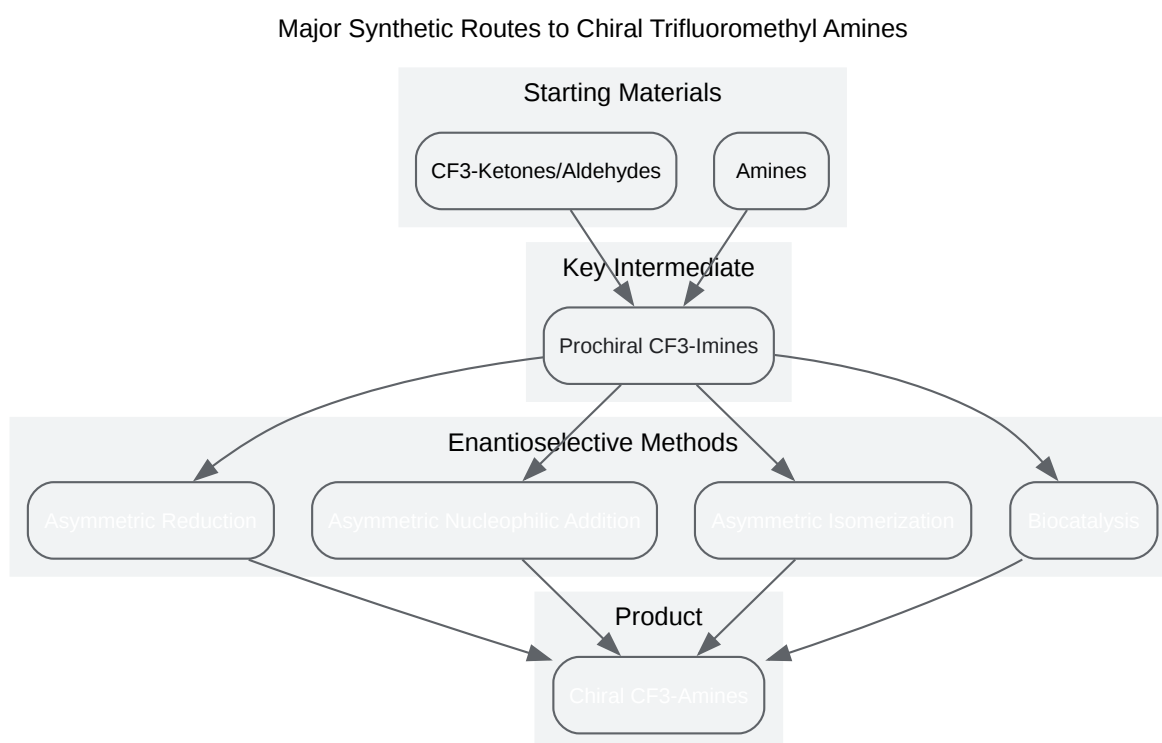 Major Synthetic Routes to Chiral Trifluoromethyl Amines
Starting Materials
CF3-Ketones/Aldehydes
Amines
Key Intermediate
Prochiral CF3-Imines
Enantioselective Methods
Asymmetric Reduction
Asymmetric Nucleophilic Addition
Asymmetric Isomerization
Biocatalysis
Product
Chiral CF3-Amines